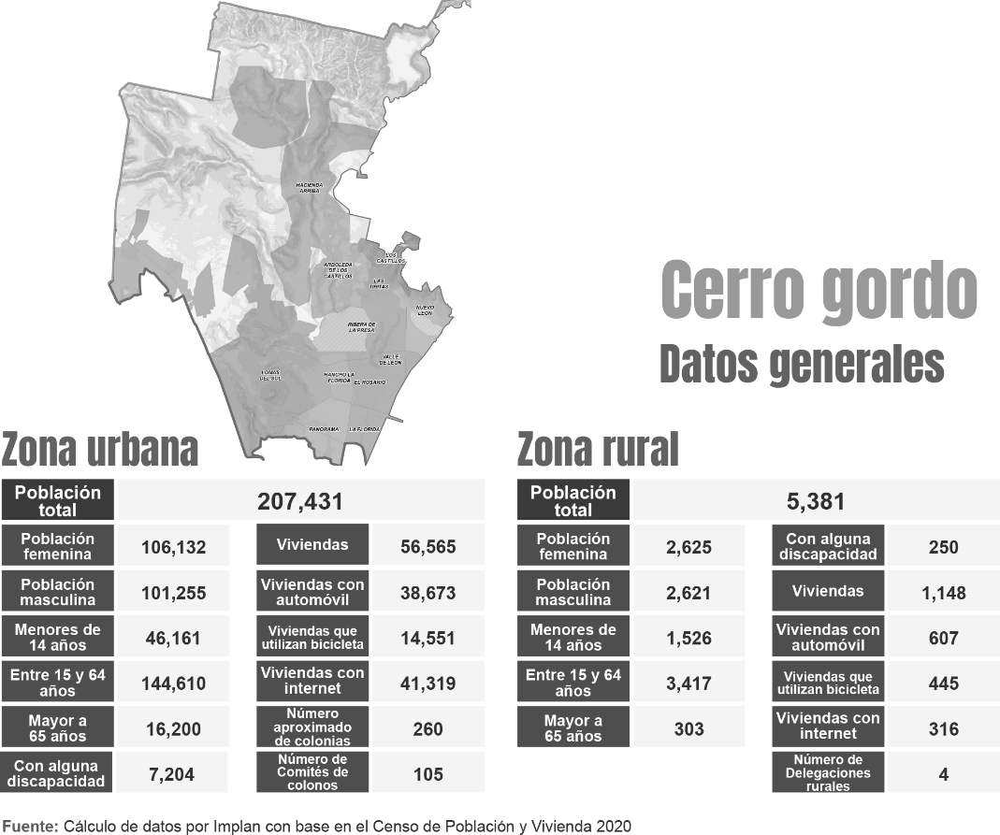 HACIENDA
ARRIBA
LOS
CASTILLOS
ARBOLEDA
DE LOS
CASTILLOS
LAS
NUEVO
LEON
RIBERA DE
LA PRESA
VALLE
DE LEON
LOMAS
DEL SOL
RANCHO LA
FLORIDA
EL ROSARIO
PANORAMA
LA FLORIDA
Cerro gordo
Datos generales
Zona urbana
Población
total
207,431
Población
femenina
106,132
Población
masculina
101,255
Menores de
14 años
46,161
Entre 15 y 64
años
144,610
Mayor a
65 años
16,200
Con alguna
discapacidad
7,204
Viviendas
56,565
Viviendas con
automóvil
38,673
Viviendas que
utilizan bicicleta
14,551
Viviendas con
internet
41,319
Número
aproximado
de colonias
260
Número de
Comités de
colonos
105
Zona rural
Población
total
5,381
Población
femenina
2,625
Población
masculina
2,621
Menores de
14 años
1,526
Entre 15 y 64
años
3,417
Mayor a
65 años
303
Con alguna
discapacidad
250
Viviendas
1,148
Viviendas con
automóvil
607
Viviendas que
utilizan bicicleta
445
Viviendas con
internet
316
Número de
Delegaciones
rurales
4
Fuente: Cálculo de datos por Implan con base en el Censo de Población y Vivienda 2020